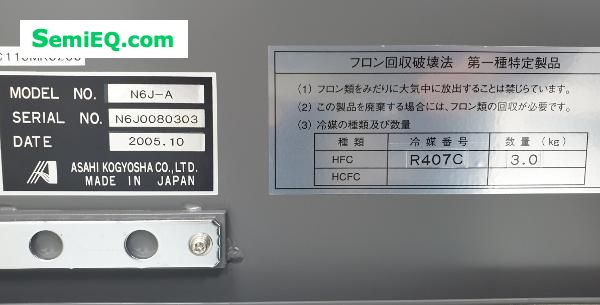 SemiEQ.com
MODEL NO. N6J-A
SERIAL NO. N6J0080303
DATE 2005.10
ASAHI KOGYOSHA CO., LTD.
MADE IN JAPAN
フロン回収破壊法 第一種特定製品
(1) フロン類をみだりに大気中に放出することは禁じられています。
(2) この製品を廃棄する場合には、フロン類の回収が必要です。
(3) 冷媒の種類及び数量
種類 冷媒番号 数量 (kg)
HFC R407C 3.0
HCFC